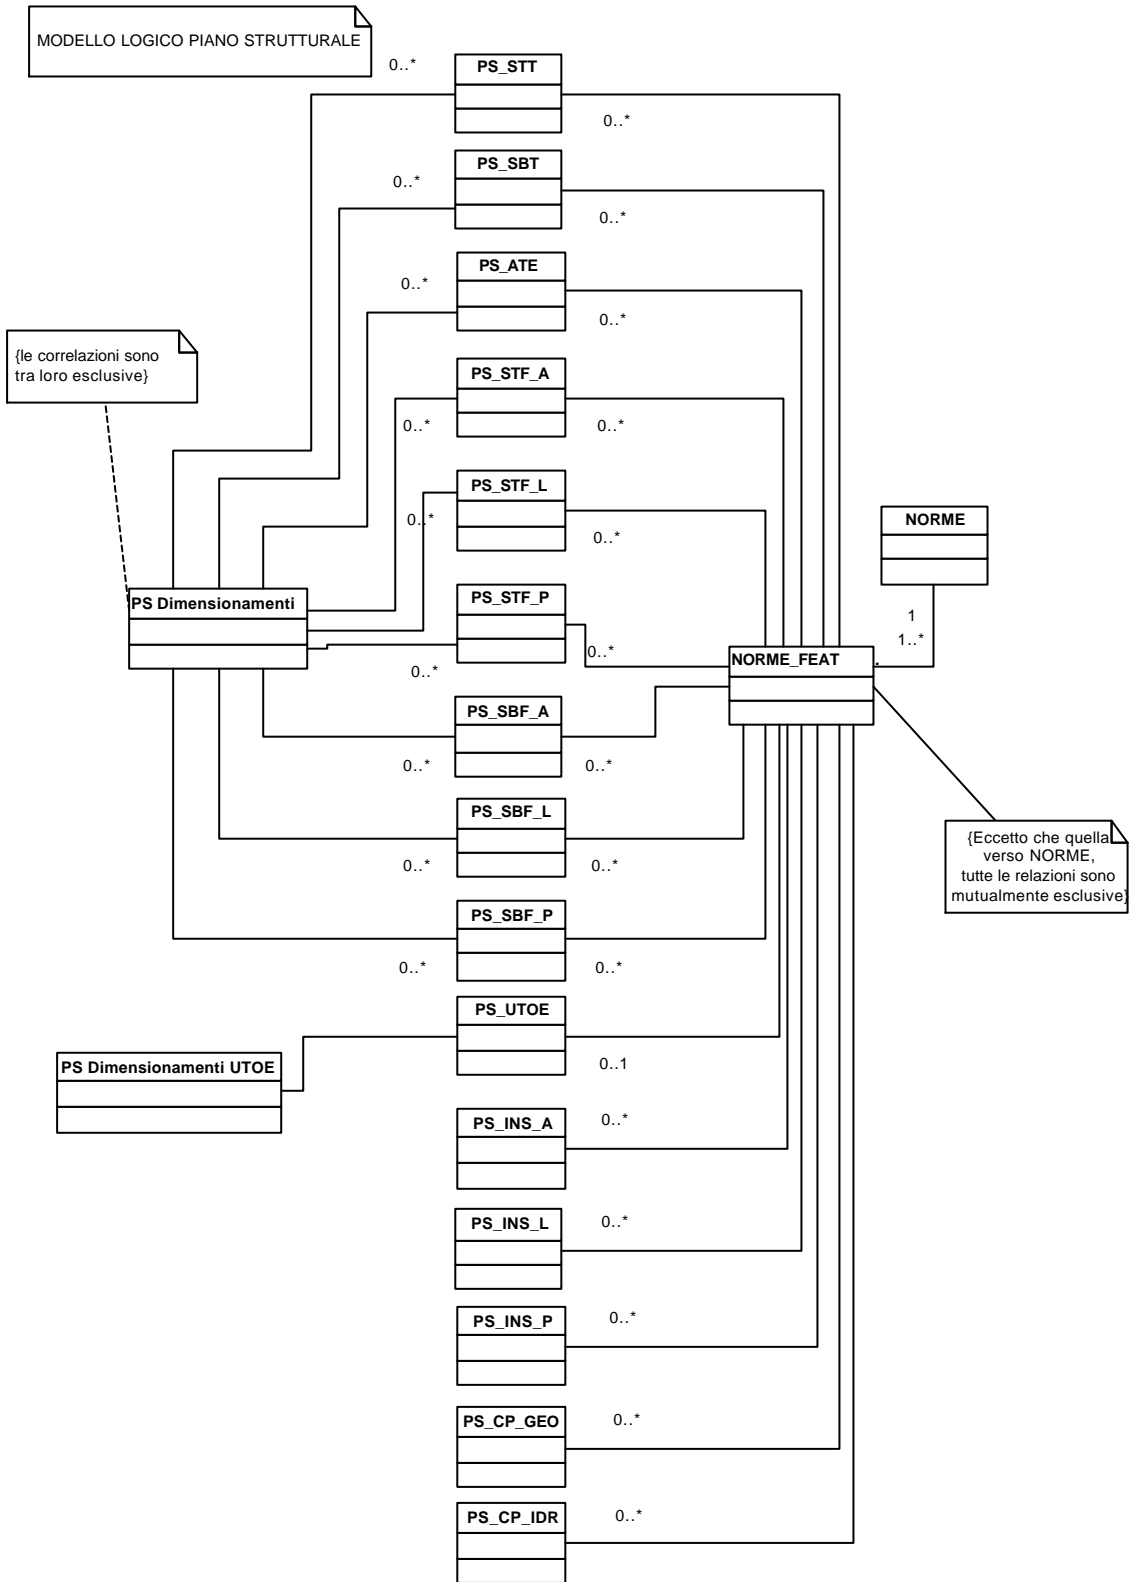 MODELLO LOGICO PIANO STRUTTURALE
0..*
PS_STT
0..*
0..*
PS_SBT
0..*
0..*
PS_ATE
0..*
{le correlazioni sono
tra loro esclusive}
PS_STF_A
0..*
0..*
PS_STF_L
0..*
0..*
NORME
PS Dimensionamenti
PS_STF_P
0..*
0..*
1
1..*
NORME_FEAT
PS_SBF_A
0..*
0..*
PS_SBF_L
0..*
0..*
{Eccetto che quella
verso NORME,
tutte le relazioni sono
mutualmente esclusive}
PS_SBF_P
0..*
0..*
PS_UTOE
0..1
PS Dimensionamenti UTOE
PS_INS_A
0..*
PS_INS_L
0..*
PS_INS_P
0..*
PS_CP_GEO
0..*
PS_CP_IDR
0..*